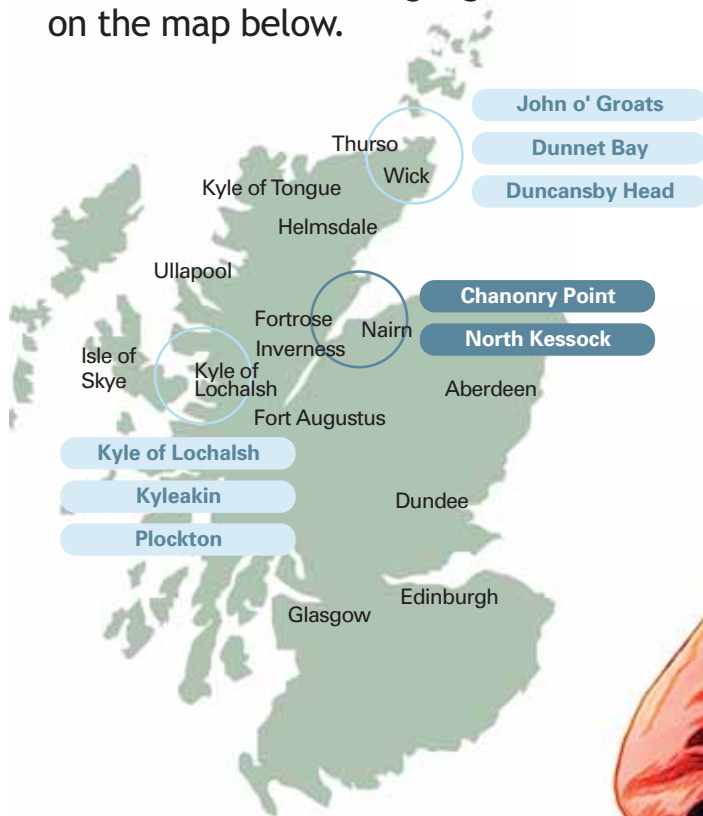 on the map below.
John o' Groats
Thurso
Dunnet Bay
Wick
Kyle of Tongue
Duncansby Head
Helmsdale
Ullapool
Chanonry Point
Fortrose
Nairn
North Kessock
Inverness
Isle of
Skye
Kyle of
Lochalsh
Aberdeen
Fort Augustus
Kyle of Lochalsh
Kyleakin
Dundee
Plockton
Edinburgh
Glasgow